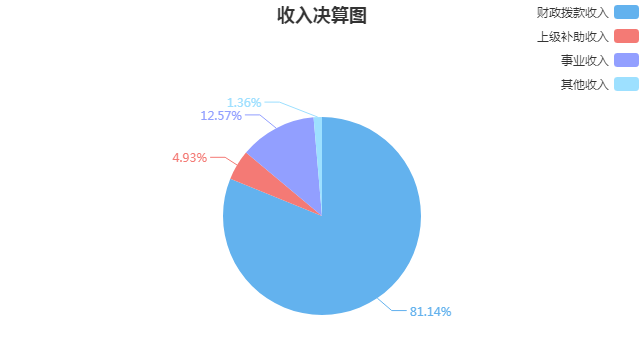 收入决算图
财政拨款收入
上级补助收入
事业收入
其他收入
1.36%
12.57%
4.93%
81.14%